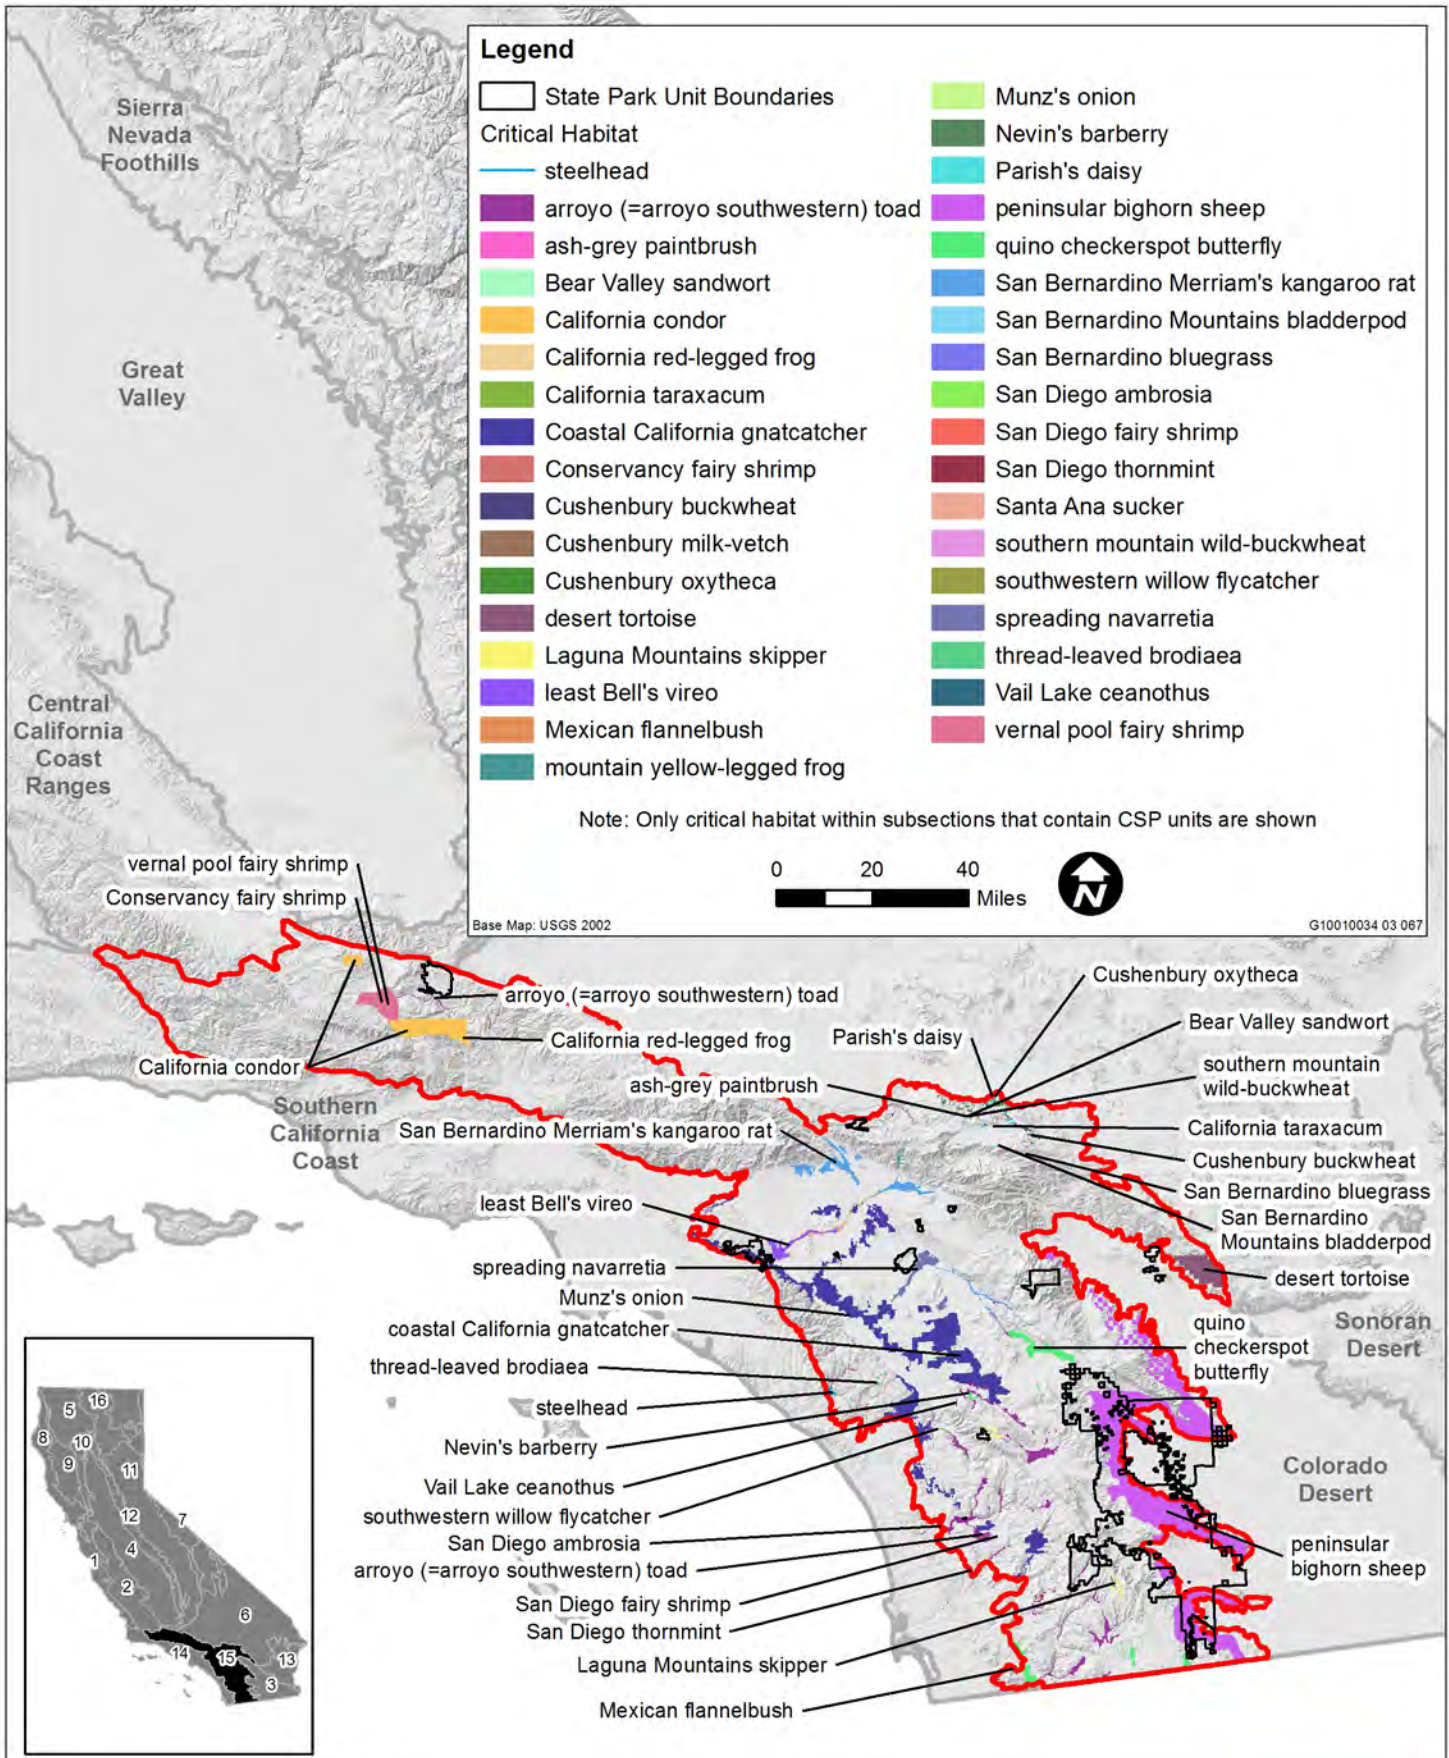 Legend
State Park Unit Boundaries
Critical Habitat
steelhead
arroyo (=arroyo southwestern) toad
ash-grey paintbrush
Bear Valley sandwort
California condor
California red-legged frog
California taraxacum
Coastal California gnatcatcher
Conservancy fairy shrimp
Cushenbury buckwheat
Cushenbury milk-vetch
Cushenbury oxytheca
desert tortoise
Laguna Mountains skipper
least Bell's vireo
Mexican flannelbush
mountain yellow-legged frog
Munz's onion
Nevin's barberry
Parish's daisy
peninsular bighorn sheep
quino checkerspot butterfly
San Bernardino Merriam's kangaroo rat
San Bernardino Mountains bladderpod
San Bernardino bluegrass
San Diego ambrosia
San Diego fairy shrimp
San Diego thornmint
Santa Ana sucker
southern mountain wild-buckwheat
southwestern willow flycatcher
spreading navarretia
thread-leaved brodiaea
Vail Lake ceanothus
vernal pool fairy shrimp
Note: Only critical habitat within subsections that contain CSP units are shown
0 20 40
Miles
N
Base Map: USGS 2002
G10010034 03 067
Sierra
Nevada
Foothills
Great
Valley
Central
California
Coast
Ranges
vernal pool fairy shrimp
Conservancy fairy shrimp
arroyo (=arroyo southwestern) toad
California red-legged frog
California condor
Southern
California
Coast
Cushenbury oxytheca
Bear Valley sandwort
Parish's daisy
southern mountain
wild-buckwheat
ash-grey paintbrush
San Bernardino Merriam's kangaroo rat
California taraxacum
Cushenbury buckwheat
San Bernardino bluegrass
San Bernardino
Mountains bladderpod
least Bell's vireo
spreading navarretia
desert tortoise
Munz's onion
coastal California gnatcatcher
quino
checkerspot
butterfly
Sonoran
Desert
thread-leaved brodiaea
steelhead
Nevin's barberry
Vail Lake ceanothus
southwestern willow flycatcher
San Diego ambrosia
arroyo (=arroyo southwestern) toad
San Diego fairy shrimp
San Diego thornmint
Laguna Mountains skipper
Mexican flannelbush
Colorado
Desert
peninsular
bighorn sheep
5 16
8 10
9 11
12 7
4
1
2
6
14 15 13
3